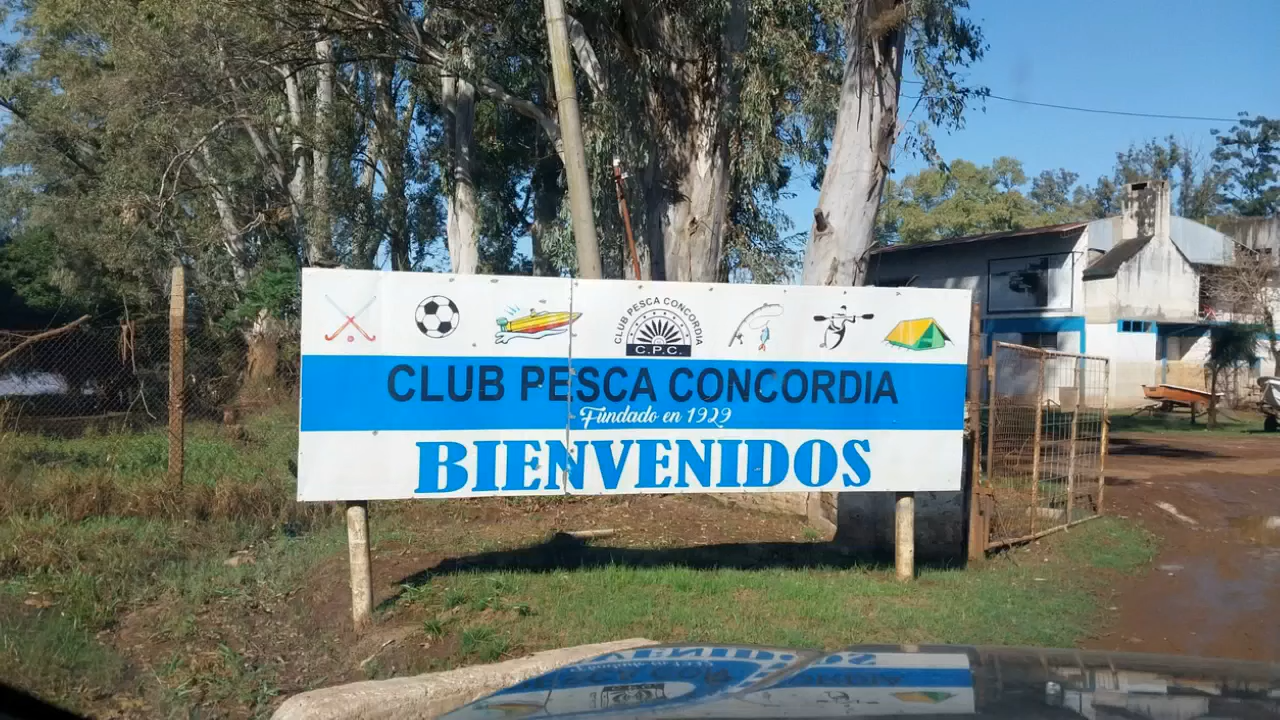 CLUB PESCA CONCORDIA
C.P.C.
CLUB PESCA CONCORDIA
Fundado en 1929
BIENVENIDOS